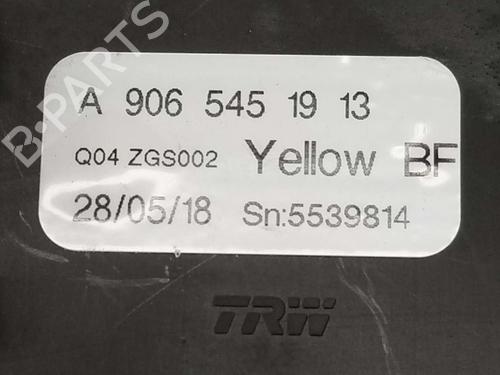 B-PARTS
A 906 545 19 13
Q04 ZGS002 Yellow BF
28/05/18 Sn:5539814
TRW